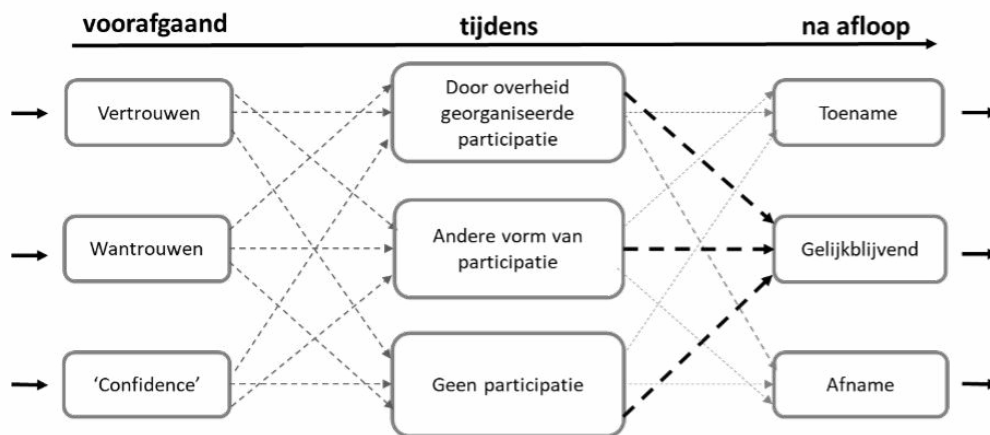 voorafgaand
tijdens
na afloop
Vertrouwen
Door overheid
georganiseerde
participatie
Toename
Wantrouwen
Andere vorm van
participatie
Gelijkblijvend
‘Confidence’
Geen participatie
Afname